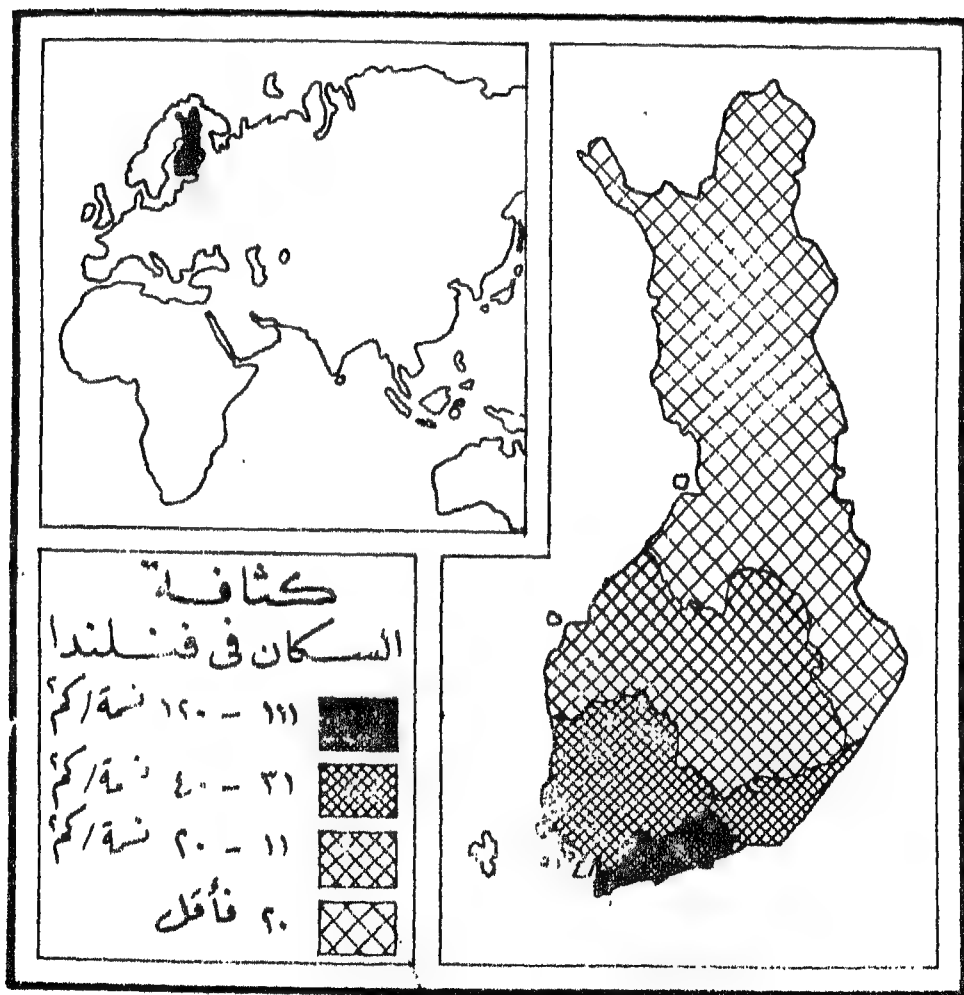 كثافة
السكان فى فنلندا
١١١ - ١٢٠ نسمة/كم٢
٣١ - ٤٠ نسمة/كم٢
١١ - ٢٠ نسمة/كم٢
٢٠ فأقل